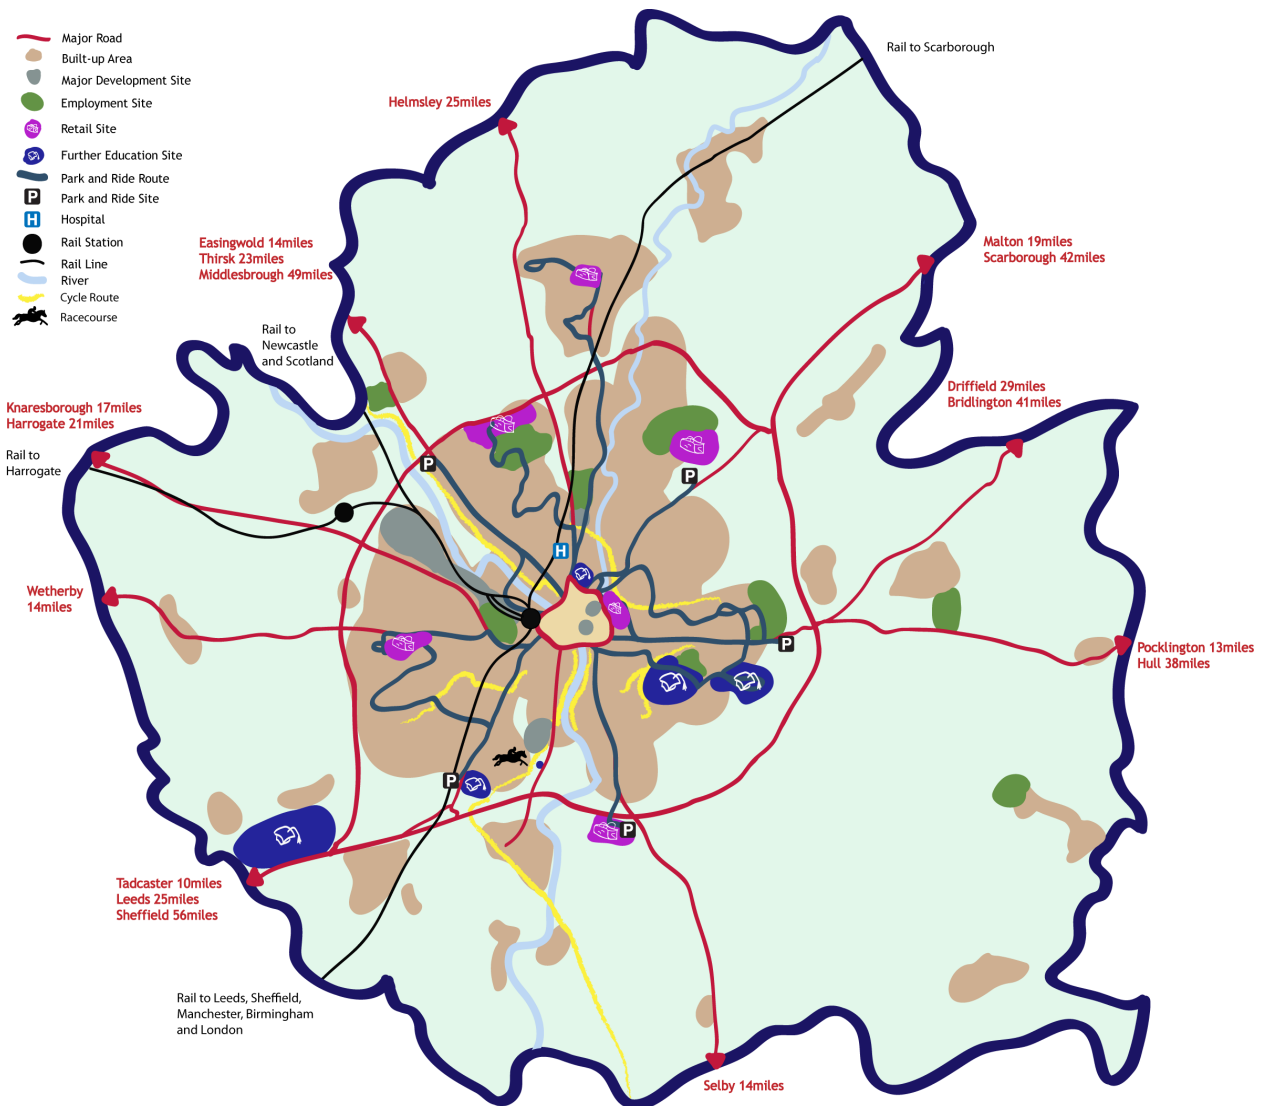 Major Road
Built-up Area
Major Development Site
Employment Site
Retail Site
Further Education Site
Park and Ride Route
P Park and Ride Site
H Hospital
Rail Station
Rail Line
River
Cycle Route
Racecourse
Rail to Scarborough
Helmsley 25miles
Easingwold 14miles
Thirsk 23miles
Middlesbrough 49miles
Malton 19miles
Scarborough 42miles
Rail to
Newcastle
and Scotland
Driffield 29miles
Bridlington 41miles
Knaresborough 17miles
Harrogate 21miles
Rail to
Harrogate
P
P
H
Wetherby
14miles
P
Pocklington 13miles
Hull 38miles
P
P
Tadcaster 10miles
Leeds 25miles
Sheffield 56miles
Rail to Leeds, Sheffield,
Manchester, Birmingham
and London
Selby 14miles